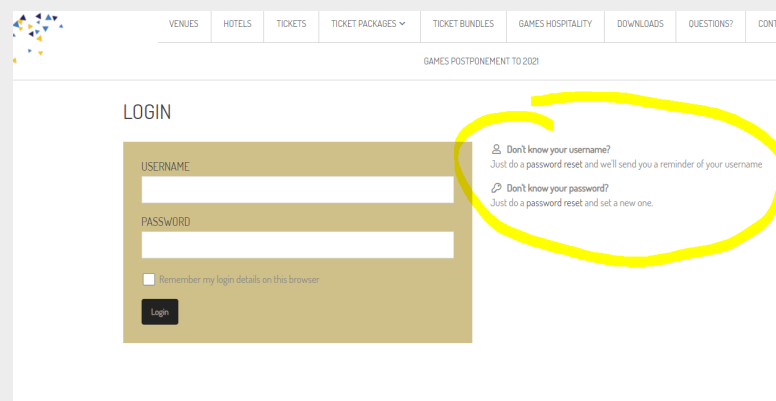 VENUES HOTELS TICKETS TICKET PACKAGES TICKET BUNDLES GAMES HOSPITALITY DOWNLOADS QUESTIONS?
GAMES POSTPONEMENT TO 2021
LOGIN
USERNAME
PASSWORD
Remember my login details on this browser
Login
Don't know your username?
Just do a password reset and we'll send you a reminder of your username
Don't know your password?
Just do a password reset and set a new one.